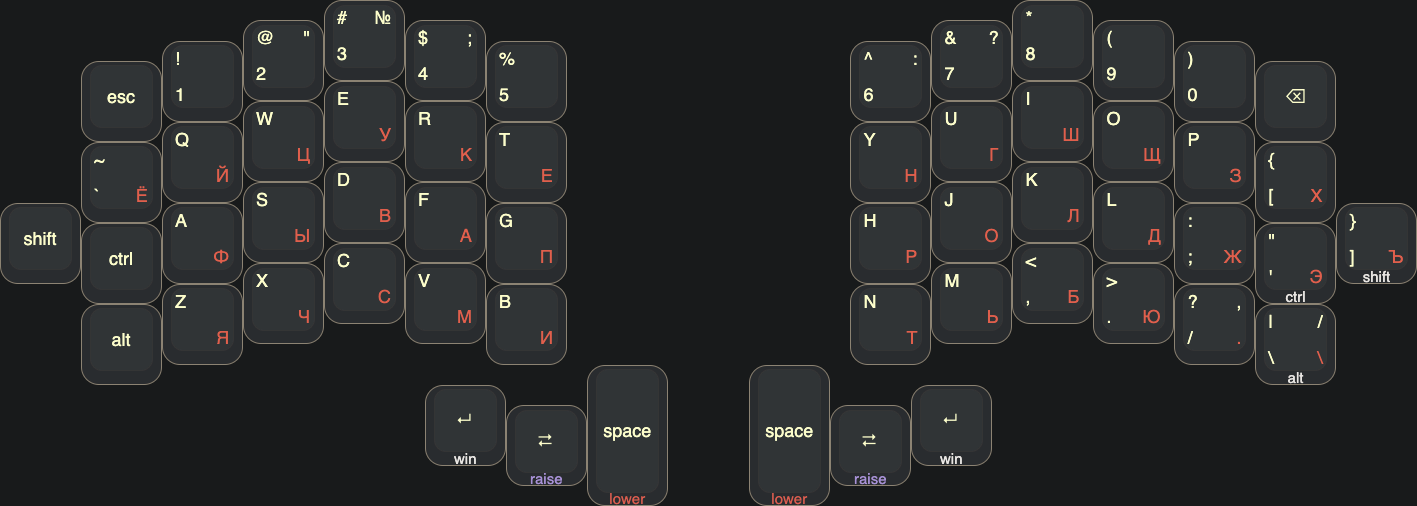 esc
! 1
@ " 2
# № 3
$ ; 4
% 5
^ : 6
& ? 7
* 8
( 9
) 0
⌫
~ ` Ё
Q Й
W Ц
E У
R К
T Е
Y Н
U Г
I Ш
O Щ
P З
{ [ Х
shift
ctrl
A Ф
S Ы
D В
F А
G П
H Р
J О
K Л
L Д
: ; Ж
" ' Э ctrl
} ] Ъ shift
alt
Z Я
X Ч
C С
V М
B И
N Т
M Ь
< , Б
> . Ю
? , / .
| / \ \ alt
↵ win
⇄ raise
space lower
space lower
⇄ raise
↵ win